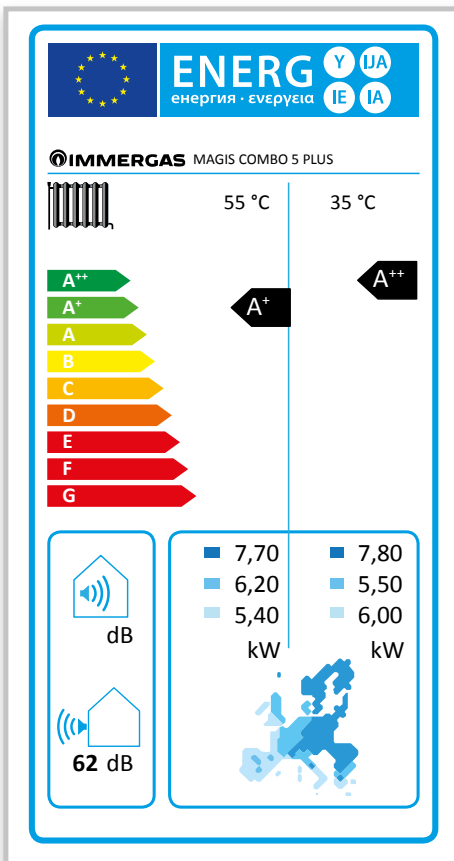 ENERG Y IJA
енергия · ενεργεια IE IA
IMMERGAS MAGIS COMBO 5 PLUS
55 °C 35 °C
A++ A++
A+ A+
A
B
C
D
E
F
G
7,70 7,80
6,20 5,50
5,40 6,00
kW kW
dB
62 dB